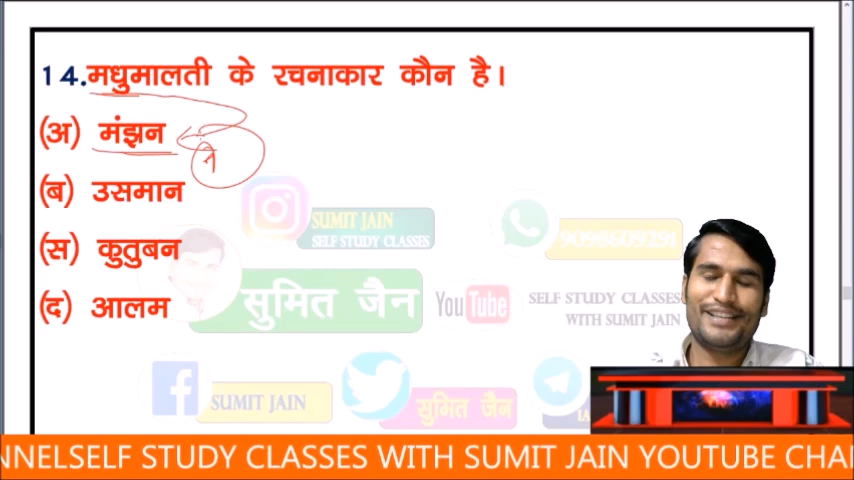 14.मधुमालती के रचनाकार कौन है।
(अ) मंझन
(ब) उसमान
(स) कुतुबन
(द) आलम
SUMIT JAIN
SELF STUDY CLASSES
9098609291
सुमित जैन
YouTube
SELF STUDY CLASSES
WITH SUMIT JAIN
SUMIT JAIN
सुमित जैन
NNELSELF STUDY CLASSES WITH SUMIT JAIN YOUTUBE CHA